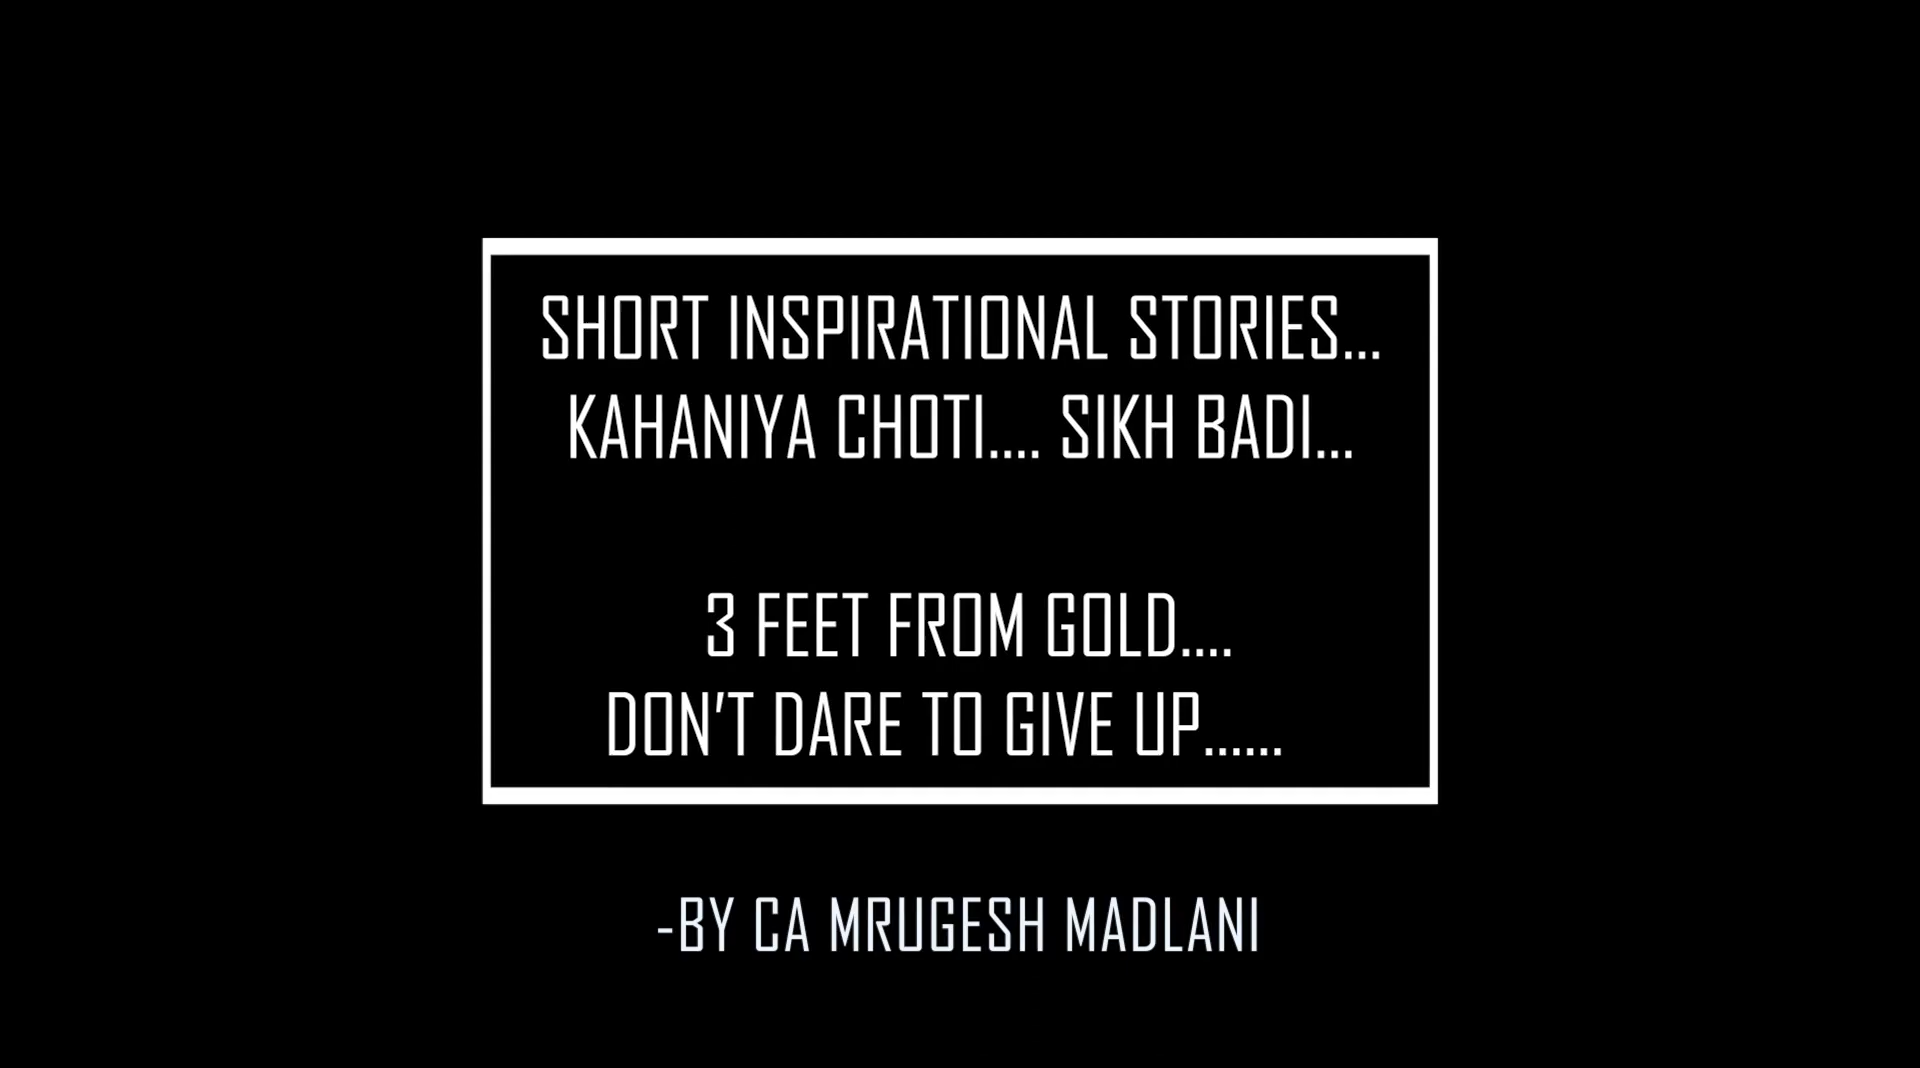 SHORT INSPIRATIONAL STORIES...
KAHANIYA CHOTI.... SIKH BADI...
3 FEET FROM GOLD....
DON'T DARE TO GIVE UP......
-BY CA MRUGESH MADLANI